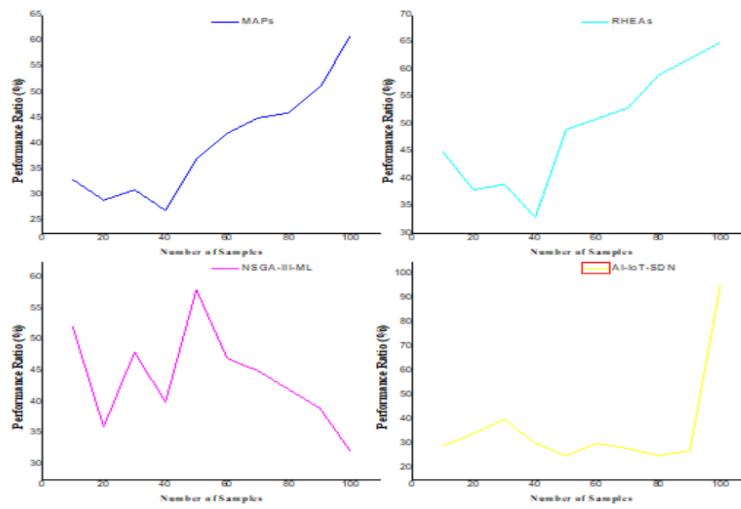 MAPs
65
60
55
50
45
40
35
30
25
Performance Ratio (%)
0 20 40 60 80 100
Number of Samples
RHEAs
70
65
60
55
50
45
40
35
30
Performance Ratio (%)
0 20 40 60 80 100
Number of Samples
NSGA-III-ML
60
55
50
45
40
35
30
Performance Ratio (%)
0 20 40 60 80 100
Number of Samples
AI-IoT-SDN
100
90
80
70
60
50
40
30
20
Performance Ratio (%)
0 20 40 60 80 100
Number of Samples